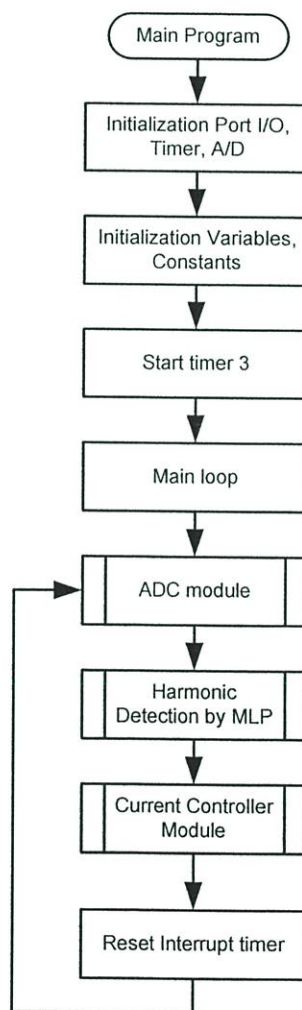 Main Program
Initialization Port I/O,
Timer, A/D
Initialization Variables,
Constants
Start timer 3
Main loop
ADC module
Harmonic
Detection by MLP
Current Controller
Module
Reset Interrupt timer